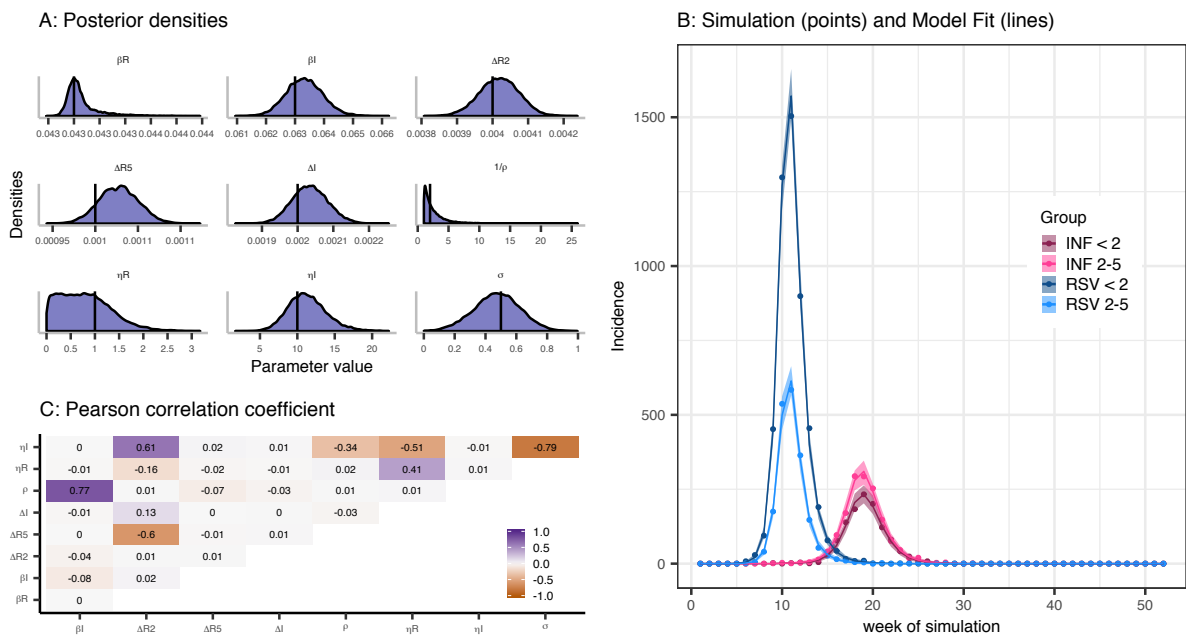 A: Posterior densities
βR
βI
ΔR2
0.043 0.043 0.043 0.043 0.044 0.044 0.044
0.061 0.062 0.063 0.064 0.065 0.066
0.0038 0.0039 0.004 0.0041 0.0042
ΔR5
ΔI
1/ρ
0.00095 0.001 0.0011 0.0011
0.0019 0.002 0.0021 0.0022
0 5 10 15 20 25
ηR
ηI
σ
0 0.5 1 1.5 2 2.5 3
5 10 15 20
0 0.2 0.4 0.6 0.8 1
Densities
Parameter value
B: Simulation (points) and Model Fit (lines)
1500
1000
500
0
0 10 20 30 40 50
Incidence
week of simulation
Group
INF < 2
INF 2-5
RSV < 2
RSV 2-5
C: Pearson correlation coefficient
ηI 0 0.61 0.02 0.01 -0.34 -0.51 -0.01 -0.79
ηR -0.01 -0.16 -0.02 -0.01 0.02 0.41 0.01
ρ 0.77 0.01 -0.07 -0.03 0.01 0.01
ΔI -0.01 0.13 0 0 -0.03
ΔR5 0 -0.6 -0.01 0.01
ΔR2 -0.04 0.01 0.01
βI -0.08 0.02
βR 0
βI ΔR2 ΔR5 ΔI ρ ηR ηI σ
1.0
0.5
0.0
-0.5
-1.0